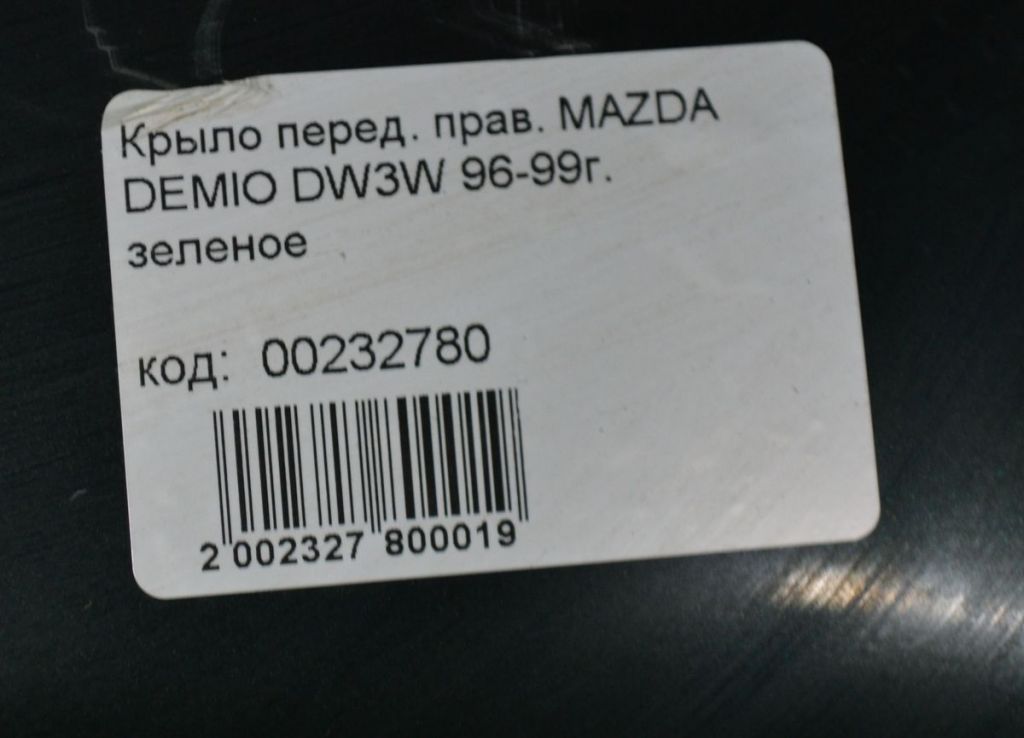 Крыло перед. прав. MAZDA
DEMIO DW3W 96-99г.
зеленое
код: 00232780
2 002327 800019